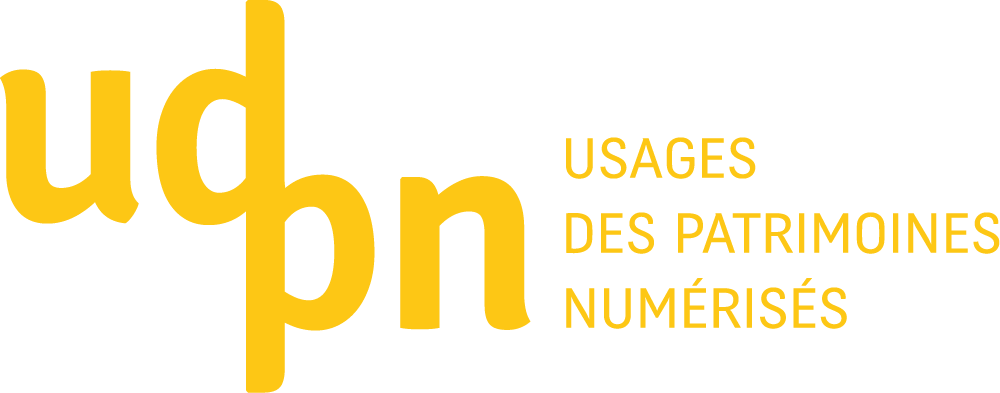 udpn
USAGES
DES PATRIMOINES
NUMÉRISÉS